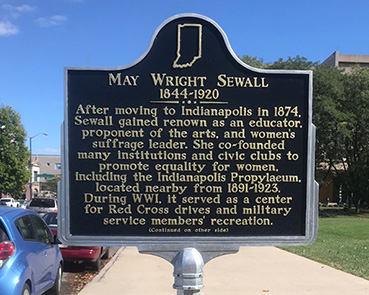 MAY WRIGHT SEWALL
1844-1920
After moving to Indianapolis in 1874,
Sewall gained renown as an educator,
proponent of the arts, and women's
suffrage leader. She co-founded
many institutions and civic clubs to
promote equality for women,
including the Indianapolis Propylaeum,
located nearby from 1891-1923.
During WWI, it served as a center
for Red Cross drives and military
service members' recreation.
(Continued on other side)